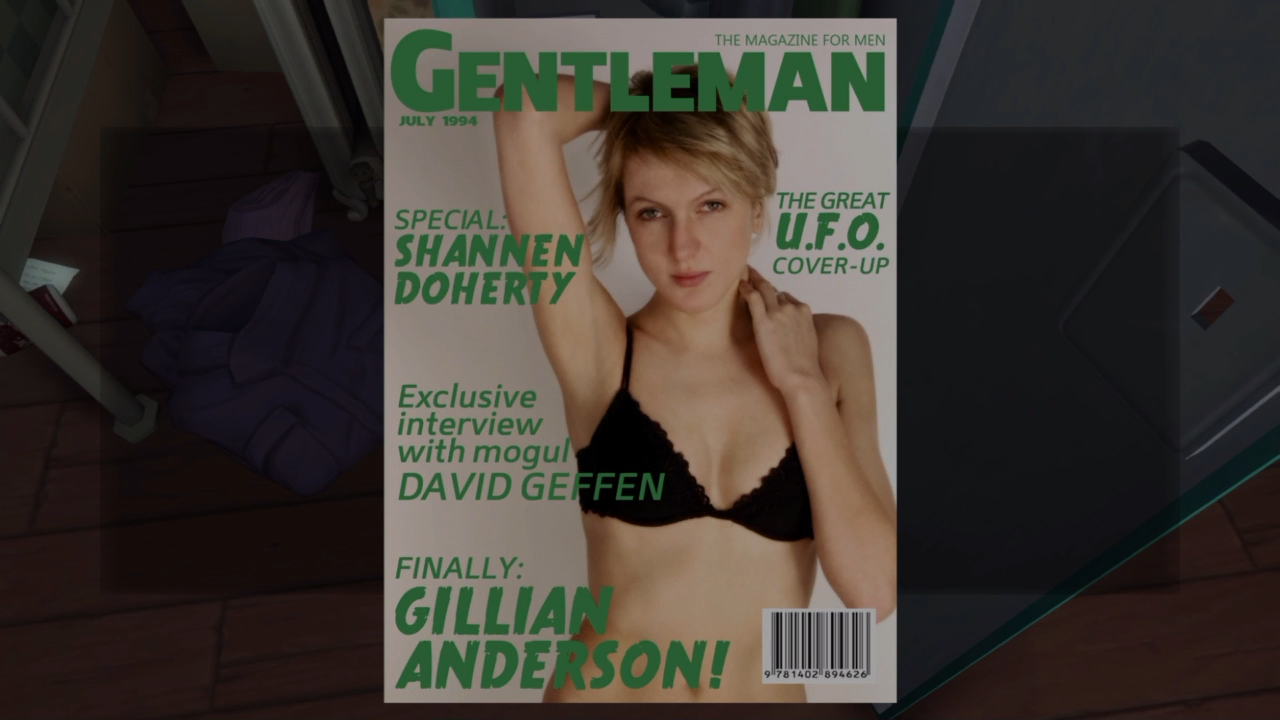 THE MAGAZINE FOR MEN
GENTLEMAN
JULY 1994
SPECIAL:
SHANNEN
DOHERTY
THE GREAT
U.F.O.
COVER-UP
Exclusive
interview
with mogul
DAVID GEFFEN
FINALLY:
GILLIAN
ANDERSON!
9 781402 894626